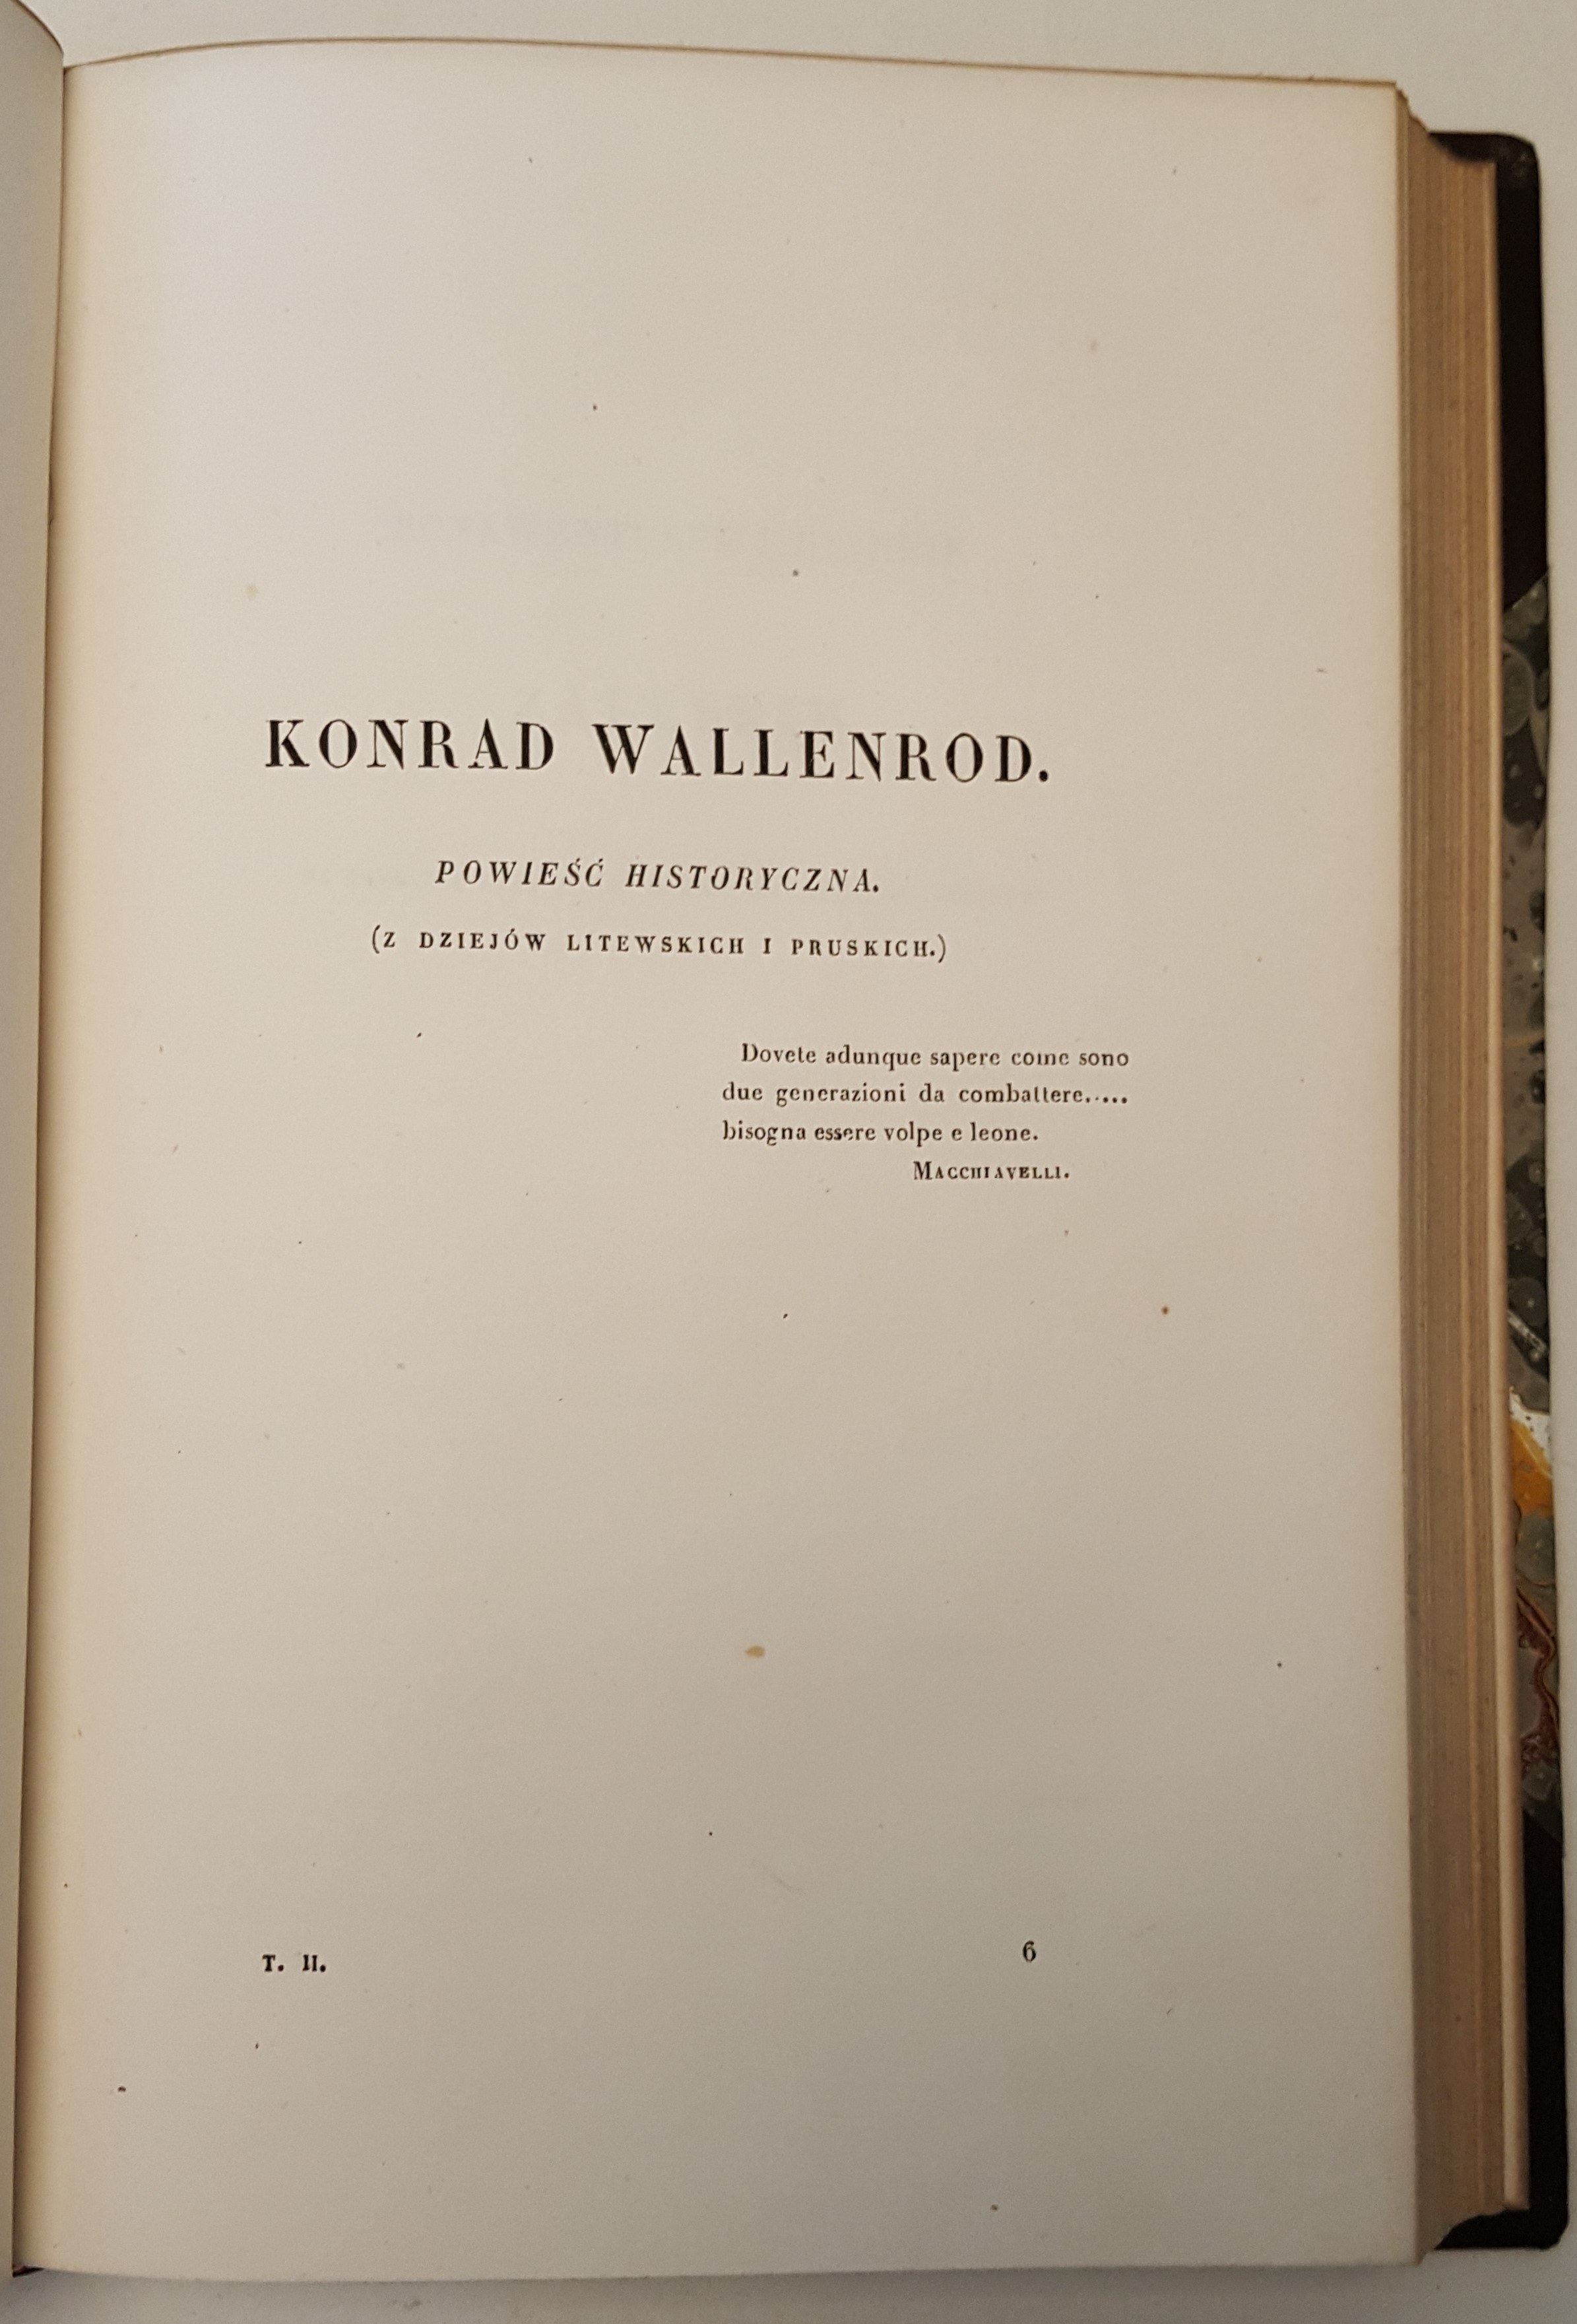 KONRAD WALLENROD.
POWIEŚĆ HISTORYCZNA.
(Z DZIEJÓW LITEWSKICH I PRUSKICH.)
Dovete adunque sapere come sono
due generazioni da combattere.....
bisogna essere volpe e leone.
MACCHIAVELLI.
T. II.
6